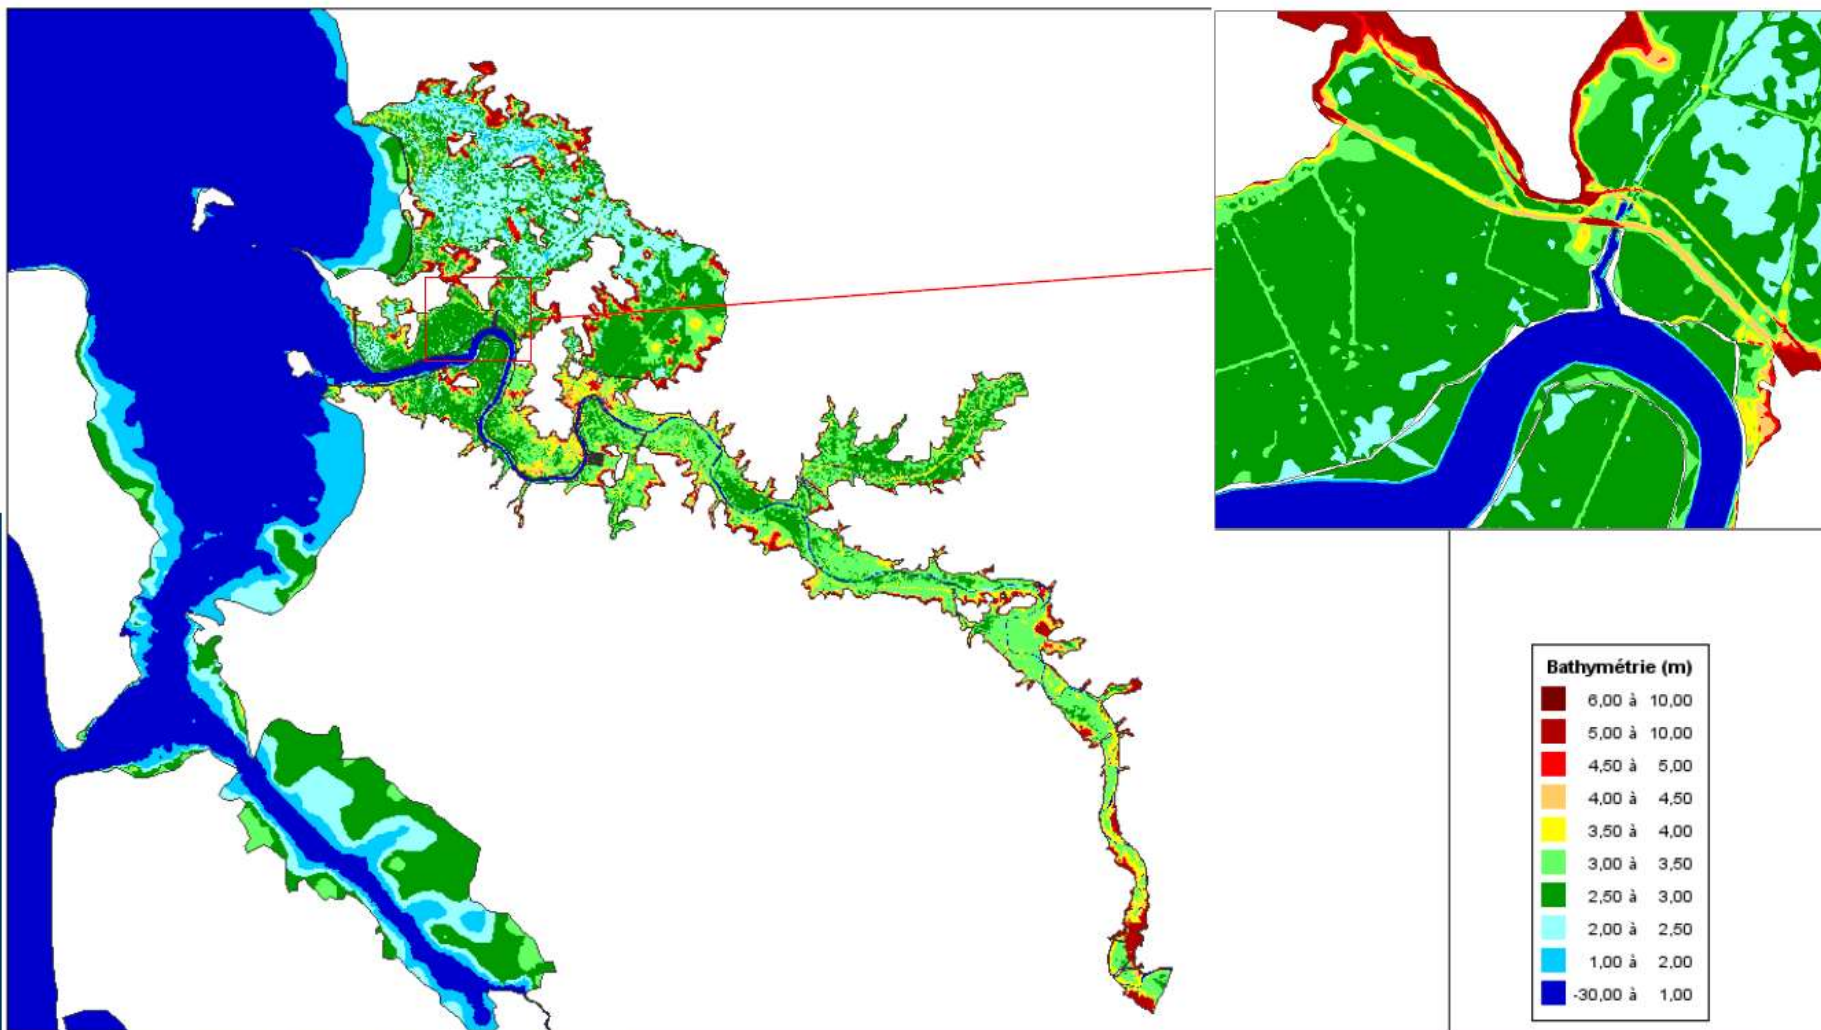 Bathymétrie (m)
6,00 à 10,00
5,00 à 10,00
4,50 à 5,00
4,00 à 4,50
3,50 à 4,00
3,00 à 3,50
2,50 à 3,00
2,00 à 2,50
1,00 à 2,00
-30,00 à 1,00